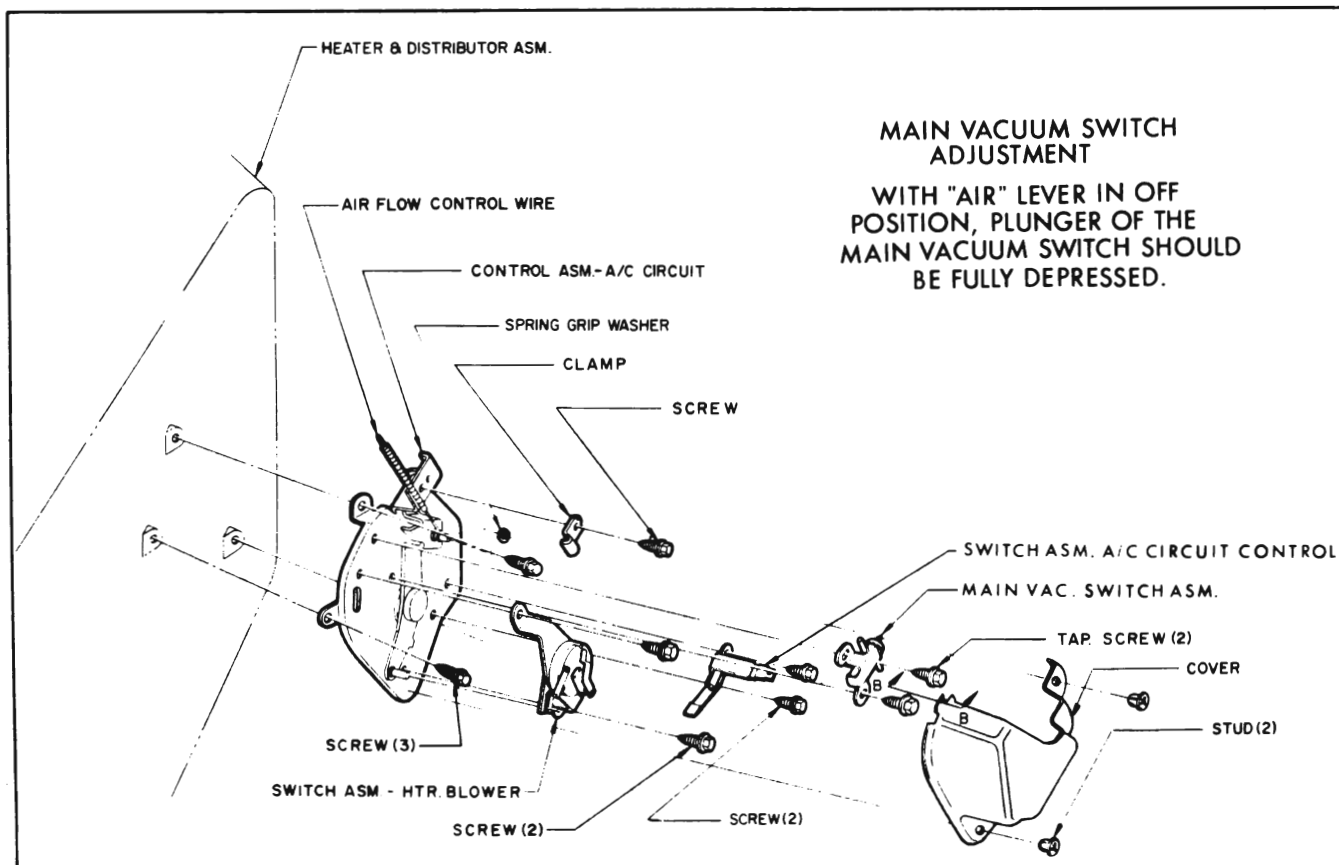 HEATER & DISTRIBUTOR ASM.
MAIN VACUUM SWITCH
ADJUSTMENT
WITH "AIR" LEVER IN OFF
POSITION, PLUNGER OF THE
MAIN VACUUM SWITCH SHOULD
BE FULLY DEPRESSED.
AIR FLOW CONTROL WIRE
CONTROL ASM.-A/C CIRCUIT
SPRING GRIP WASHER
CLAMP
SCREW
SWITCH ASM. A/C CIRCUIT CONTROL
MAIN VAC. SWITCH ASM.
TAP. SCREW (2)
COVER
B
B
STUD (2)
SCREW (3)
SWITCH ASM - HTR. BLOWER
SCREW (2)
SCREW (2)